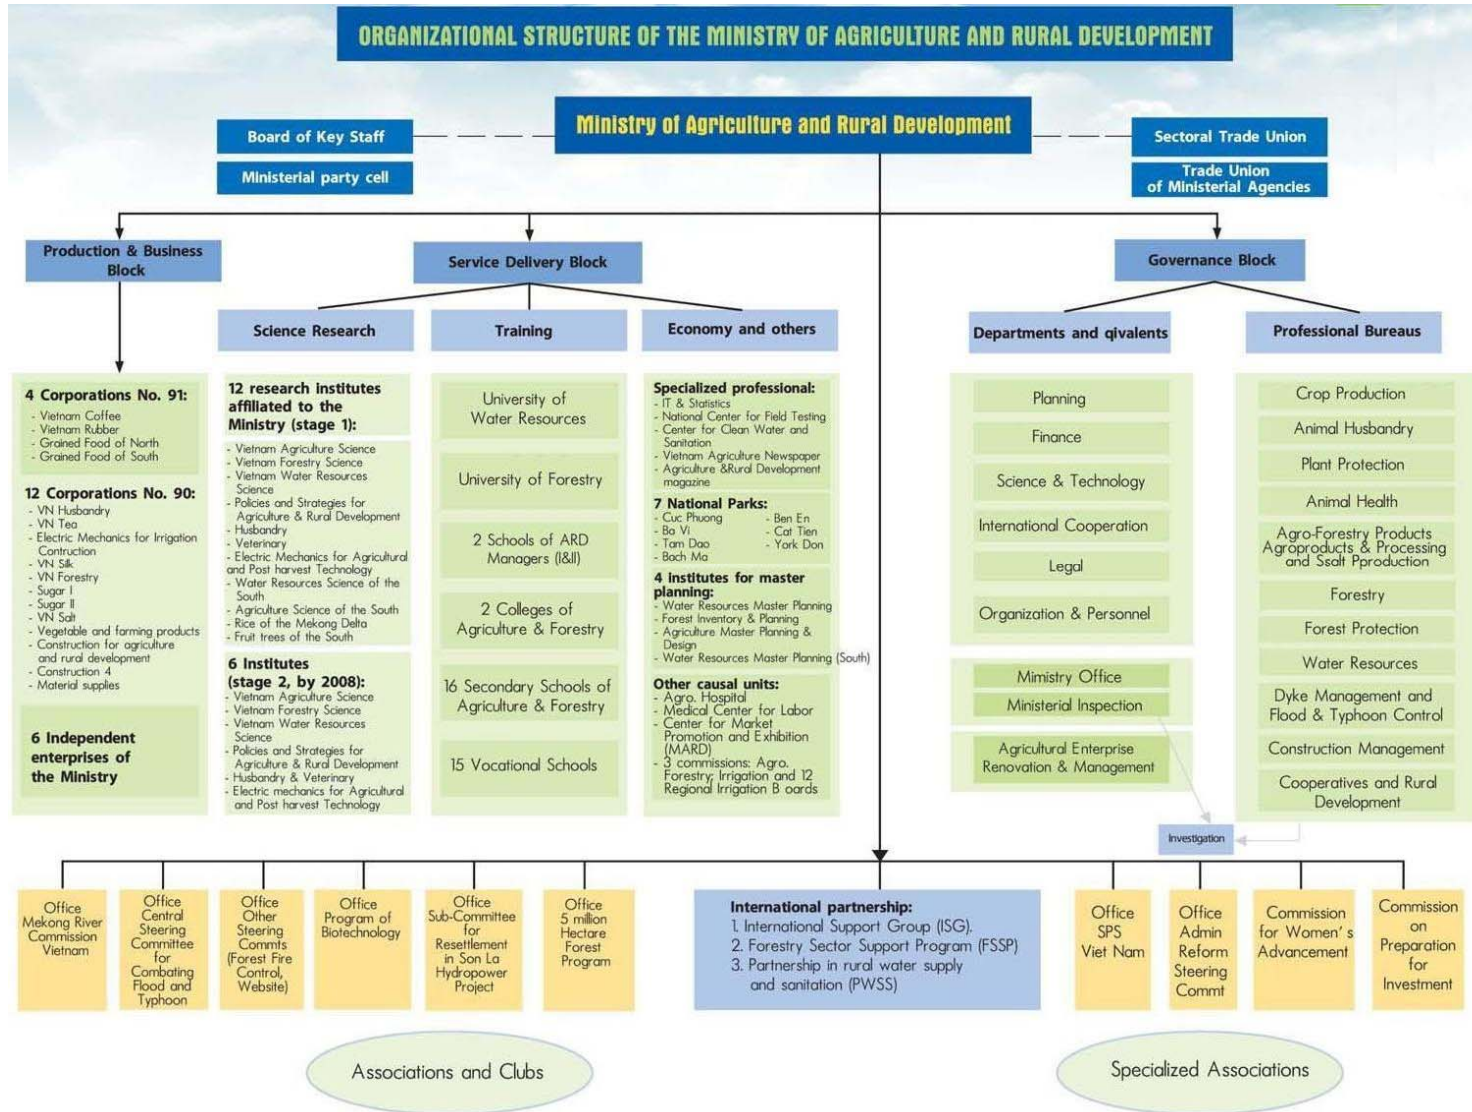 ORGANIZATIONAL STRUCTURE OF THE MINISTRY OF AGRICULTURE AND RURAL DEVELOPMENT
Ministry of Agriculture and Rural Development
Board of Key Staff
Ministerial party cell
Sectoral Trade Union
Trade Union
of Ministerial Agencies
Production & Business
Block
Service Delivery Block
Governance Block
Science Research
Training
Economy and others
Departments and qivalents
Professional Bureaus
4 Corporations No. 91:
- Vietnam Coffee
- Vietnam Rubber
- Grained Food of North
- Grained Food of South
12 Corporations No. 90:
- VN Husbandry
- VN Tea
- Electric Mechanics for Irrigation
Contruction
- VN Silk
- VN Forestry
- Sugar I
- Sugar II
- VN Salt
- Vegetable and farming products
- Construction for agriculture
and rural development
- Construction 4
- Material supplies
6 Independent
enterprises of
the Ministry
12 research institutes
affiliated to the
Ministry (stage 1):
- Vietnam Agriculture Science
- Vietnam Forestry Science
- Vietnam Water Resources
Science
- Policies and Strategies for
Agriculture & Rural Development
- Husbandry
- Veterinary
- Electric Mechanics for Agricultural
and Post harvest Technology
- Water Resources Science of the
South
- Agriculture Science of the South
- Rice of the Mekong Delta
- Fruit trees of the South
6 Institutes
(stage 2, by 2008):
- Vietnam Agriculture Science
- Vietnam Forestry Science
- Vietnam Water Resources
Science
- Policies and Strategies for
Agriculture & Rural Development
- Husbandry & Veterinary
- Electric mechanics for Agricultural
and Post harvest Technology
University of
Water Resources
University of Forestry
2 Schools of ARD
Managers (I&II)
2 Colleges of
Agriculture & Forestry
16 Secondary Schools of
Agriculture & Forestry
15 Vocational Schools
Specialized professional:
- IT & Statistics
- National Center for Field Testing
- Center for Clean Water and
Sanitation
- Vietnam Agriculture Newspaper
- Agriculture &Rural Development
magazine
7 National Parks:
- Cuc Phuong
- Ba Vi
- Tam Dao
- Bach Ma
- Ben En
- Cat Tien
- York Don
4 institutes for master
planning:
- Water Resources Master Planning
- Forest Inventory & Planning
- Agriculture Master Planning &
Design
- Water Resources Master Planning (South)
Other causal units:
- Agro. Hospital
- Medical Center for Labor
- Center for Market
Promotion and Exhibition
(MARD)
- 3 commissions: Agro.
Forestry; Irrigation and 12
Regional Irrigation B oards
Planning
Finance
Science & Technology
International Cooperation
Legal
Organization & Personnel
Mimistry Office
Ministerial Inspection
Agricultural Enterprise
Renovation & Management
Crop Production
Animal Husbandry
Plant Protection
Animal Health
Agro-Forestry Products
Agroproducts & Processing
and Ssalt Pproduction
Forestry
Forest Protection
Water Resources
Dyke Management and
Flood & Typhoon Control
Construction Management
Cooperatives and Rural
Development
Investigation
Office
Mekong River
Commission
Vietnam
Office
Central
Steering
Committee
for
Combating
Flood and
Typhoon
Office
Other
Steering
Commts
(Forest Fire
Control,
Website)
Office
Program of
Biotechnology
Office
Sub-Committee
for
Resettlement
in Son La
Hydropower
Project
Office
5 million
Hectare
Forest
Program
International partnership:
1. International Support Group (ISG).
2. Forestry Sector Support Program (FSSP)
3. Partnership in rural water supply
and sanitation (PWSS)
Office
SPS
Viet Nam
Office
Admin
Reform
Steering
Commt
Commission
for Women's
Advancement
Commission
on
Preparation
for
Investment
Associations and Clubs
Specialized Associations